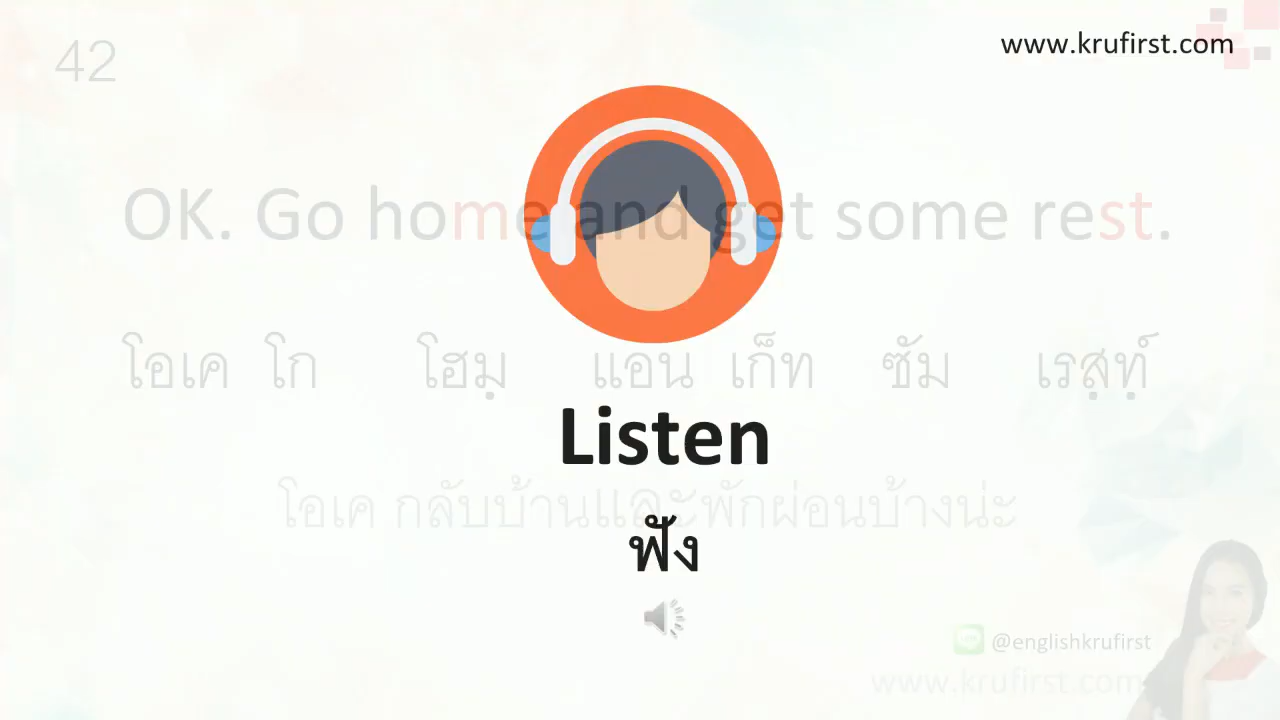 42
www.krufirst.com
OK. Go home and get some rest.
โอเค โก โฮมฺ แอน เก็ท ซัม เรสฺทฺ์
Listen
โอเค กลับบ้านและพักผ่อนบ้างน่ะ
ฟัง
@englishkrufirst
www.krufirst.com